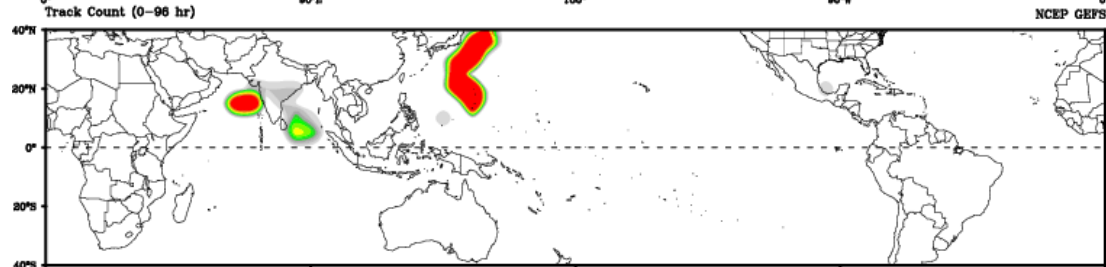 Track Count (0-96 hr)
NCEP GEFS
40°N
20°N
0°
20°S
40°S